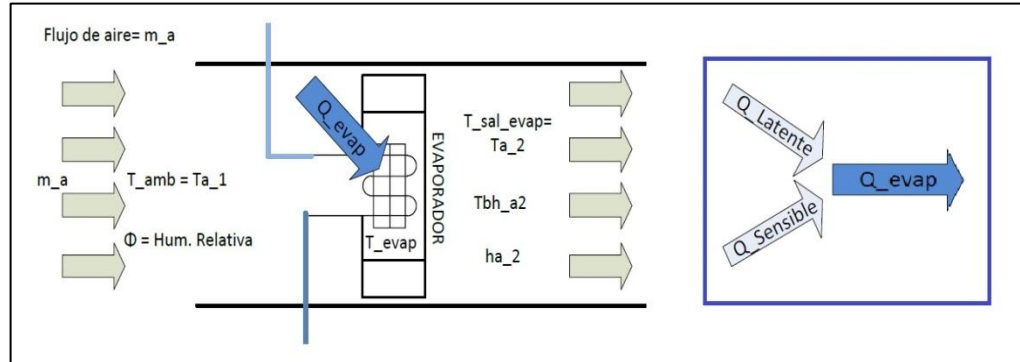 Flujo de aire= m_a
m_a
T_amb = Ta_1
Φ = Hum. Relativa
Q_evap
T_evap
EVAPORADOR
T_sal_evap=
Ta_2
Tbh_a2
ha_2
Q_Latente
Q_Sensible
Q_evap